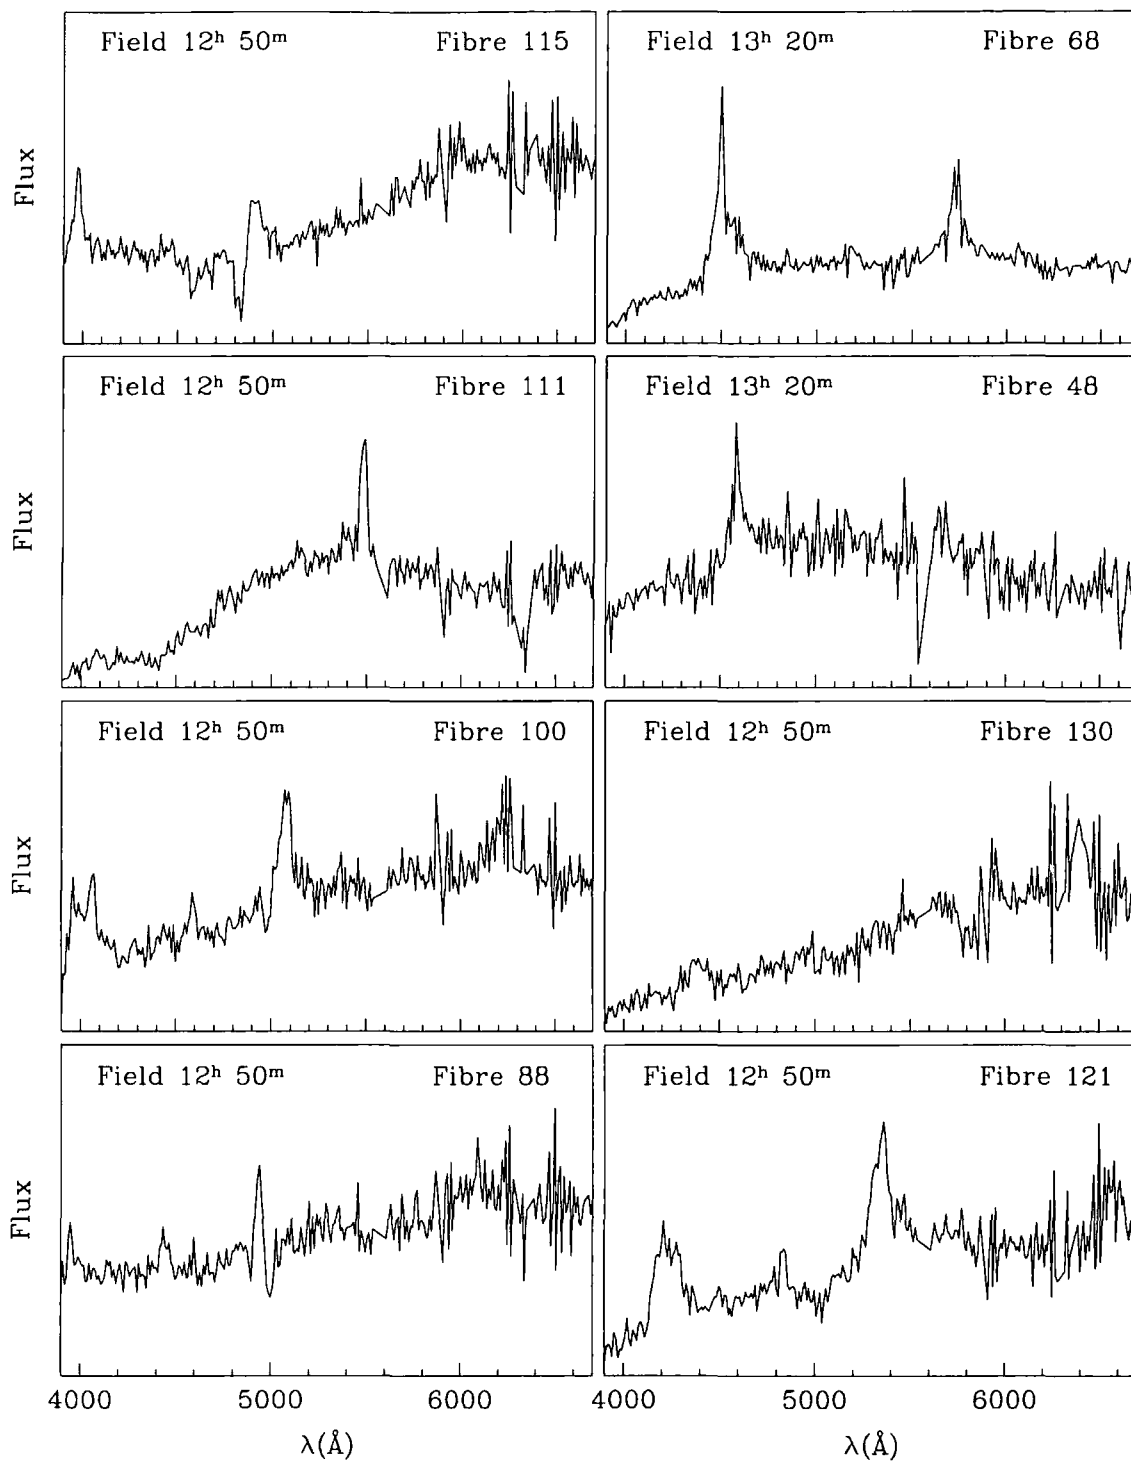 Field 12ʰ 50ᵐ Fibre 115
Field 13ʰ 20ᵐ Fibre 68
Flux
Field 12ʰ 50ᵐ Fibre 111
Field 13ʰ 20ᵐ Fibre 48
Flux
Field 12ʰ 50ᵐ Fibre 100
Field 12ʰ 50ᵐ Fibre 130
Flux
Field 12ʰ 50ᵐ Fibre 88
Field 12ʰ 50ᵐ Fibre 121
Flux
4000 5000 6000
4000 5000 6000
λ(Å)
λ(Å)